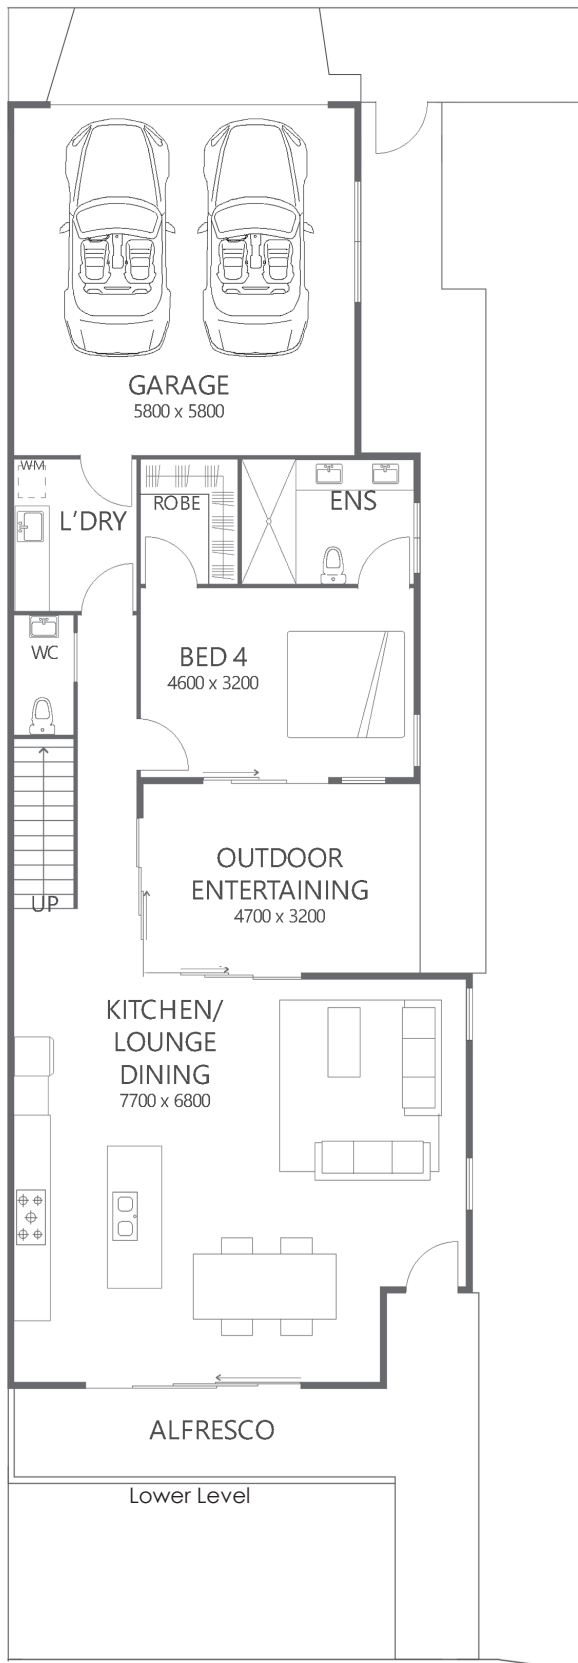 GARAGE
5800 x 5800
WM
L'DRY
ROBE
ENS
WC
BED 4
4600 x 3200
UP
OUTDOOR
ENTERTAINING
4700 x 3200
KITCHEN/
LOUNGE
DINING
7700 x 6800
ALFRESCO
Lower Level